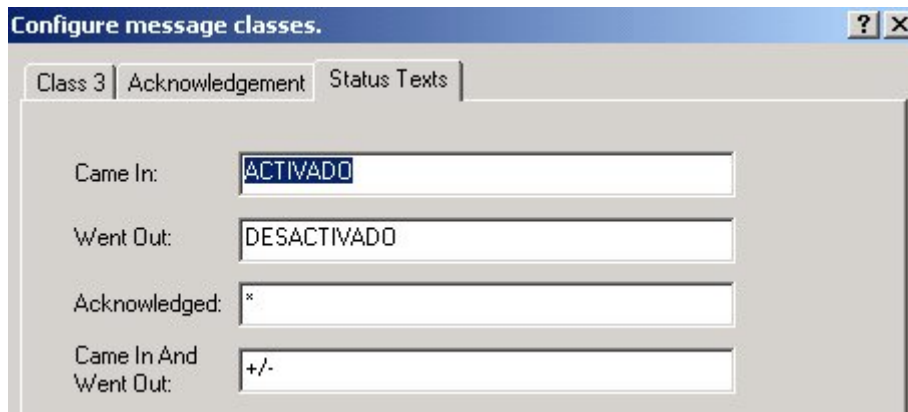 Configure message classes.
Class 3 Acknowledgement Status Texts
Came In: ACTIVADO
Went Out: DESACTIVADO
Acknowledged: *
Came In And
Went Out: +/-